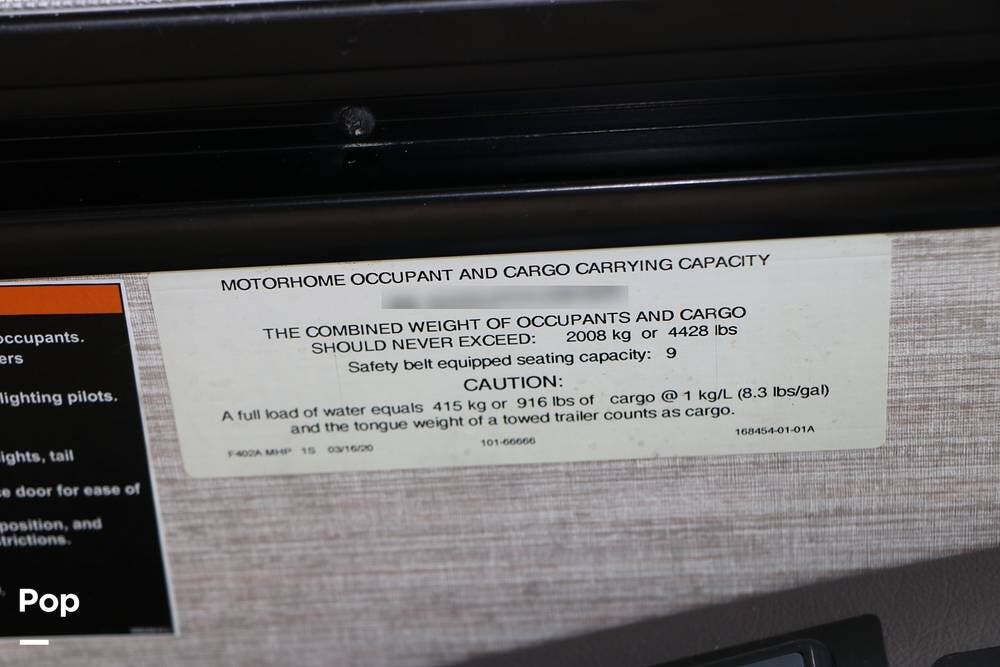 MOTORHOME OCCUPANT AND CARGO CARRYING CAPACITY
THE COMBINED WEIGHT OF OCCUPANTS AND CARGO
SHOULD NEVER EXCEED: 2008 kg or 4428 lbs
Safety belt equipped seating capacity: 9
CAUTION:
A full load of water equals 415 kg or 916 lbs of cargo @ 1 kg/L (8.3 lbs/gal)
and the tongue weight of a towed trailer counts as cargo.
F402A MHP 1S 03/16/20 101-66666 168454-01-01A
occupants.
ers
lighting pilots.
ights, tail
e door for ease of
position, and
trictions.
Pop